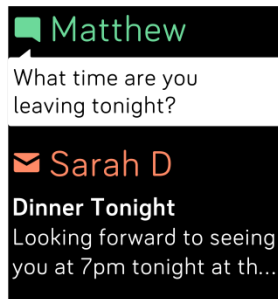 Matthew
What time are you
leaving tonight?
Sarah D
Dinner Tonight
Looking forward to seeing
you at 7pm tonight at th...